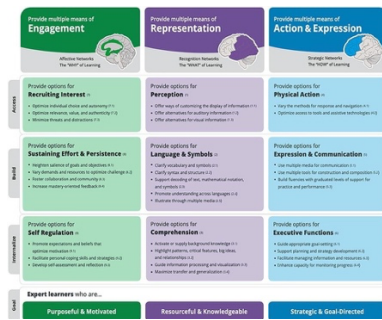 Provide multiple means of
Engagement
Affective Networks
The "WHY" of Learning
Provide multiple means of
Representation
Recognition Networks
The "WHAT" of Learning
Provide multiple means of
Action & Expression
Strategic Networks
The "HOW" of Learning
Access
Provide options for
Recruiting Interest
• Optimize individual choice and autonomy
• Optimize relevance, value, and authenticity
• Minimize threats and distractions
Provide options for
Perception
• Offer ways of customizing the display of information
• Offer alternatives for auditory information
• Offer alternatives for visual information
Provide options for
Physical Action
• Vary the methods for response and navigation
• Optimize access to tools and assistive technologies
Build
Provide options for
Sustaining Effort & Persistence
• Heighten salience of goals and objectives
• Vary demands and resources to optimize challenge
• Foster collaboration and community
• Increase mastery-oriented feedback
Provide options for
Language & Symbols
• Clarify vocabulary and symbols
• Clarify syntax and structure
• Support decoding of text, mathematical notation,
and symbols
• Promote understanding across languages
• Illustrate through multiple media
Provide options for
Expression & Communication
• Use multiple media for communication
• Use multiple tools for construction and composition
• Build fluencies with graduated levels of support for
practice and performance
Internalize
Provide options for
Self Regulation
• Promote expectations and beliefs that
optimize motivation
• Facilitate personal coping skills and strategies
• Develop self-assessment and reflection
Provide options for
Comprehension
• Activate or supply background knowledge
• Highlight patterns, critical features, big ideas,
and relationships
• Guide information processing and visualization
• Maximize transfer and generalization
Provide options for
Executive Functions
• Guide appropriate goal-setting
• Support planning and strategy development
• Facilitate managing information and resources
• Enhance capacity for monitoring progress
Goal
Expert learners who are...
Purposeful & Motivated
Resourceful & Knowledgeable
Strategic & Goal-Directed